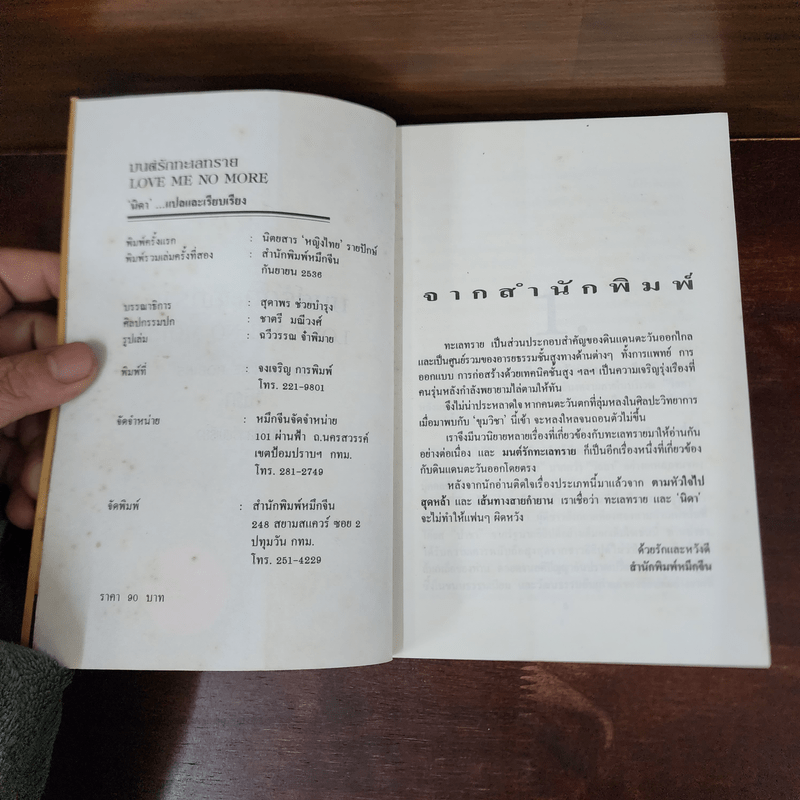 มนต์รักทะเลทราย
LOVE ME NO MORE
'นิดา' ...แปลและเรียบเรียง
พิมพ์ครั้งแรก : นิตยสาร 'หญิงไทย' รายปักษ์
พิมพ์รวมเล่มครั้งที่สอง : สำนักพิมพ์หมึกจีน
กันยายน 2536
บรรณาธิการ : สุดาพร ช่วยบำรุง
ศิลปกรรมปก : ชาตรี มณีวงศ์
รูปเล่ม : ฉวีวรรณ จำพิมาย
พิมพ์ที่ : จงเจริญ การพิมพ์
โทร. 221-9801
จัดจำหน่าย : หมึกจีนจัดจำหน่าย
101 ผ่านฟ้า ถ.นครสวรรค์
เขตป้อมปราบฯ กทม.
โทร. 281-2749
จัดพิมพ์ : สำนักพิมพ์หมึกจีน
248 สยามสแควร์ ซอย 2
ปทุมวัน กทม.
โทร. 251-4229
ราคา 90 บาท
จากสำนักพิมพ์
ทะเลทราย เป็นส่วนประกอบสำคัญของดินแดนตะวันออกไกล
และเป็นศูนย์รวมของอารยธรรมชั้นสูงทางด้านต่างๆ ทั้งการแพทย์ การ
ออกแบบ การก่อสร้างด้วยเทคนิคชั้นสูง ฯลฯ เป็นความเจริญรุ่งเรืองที่
คนรุ่นหลังกำลังพยายามไล่ตามให้ทัน
จึงไม่น่าประหลาดใจ หากคนตะวันตกที่ลุ่มหลงในศิลปะวิทยาการ
เมื่อมาพบกับ 'ขุมวิชา' นี้เข้า จะหลงใหลจนถอนตัวไม่ขึ้น
เราจึงมีนวนิยายหลายเรื่องที่เกี่ยวข้องกับทะเลทรายมาให้อ่านกัน
อย่างต่อเนื่อง และ มนต์รักทะเลทราย ก็เป็นอีกเรื่องหนึ่งที่เกี่ยวข้อง
กับดินแดนตะวันออกโดยตรง
หลังจากนักอ่านติดใจเรื่องประเภทนี้มาแล้วจาก ตามหัวใจไป
สุดหล้า และ เส้นทางสายกำยาน เราเชื่อว่า ทะเลทราย และ 'นิดา'
จะไม่ทำให้แฟนๆ ผิดหวัง
ด้วยรักและหวังดี
สำนักพิมพ์หมึกจีน